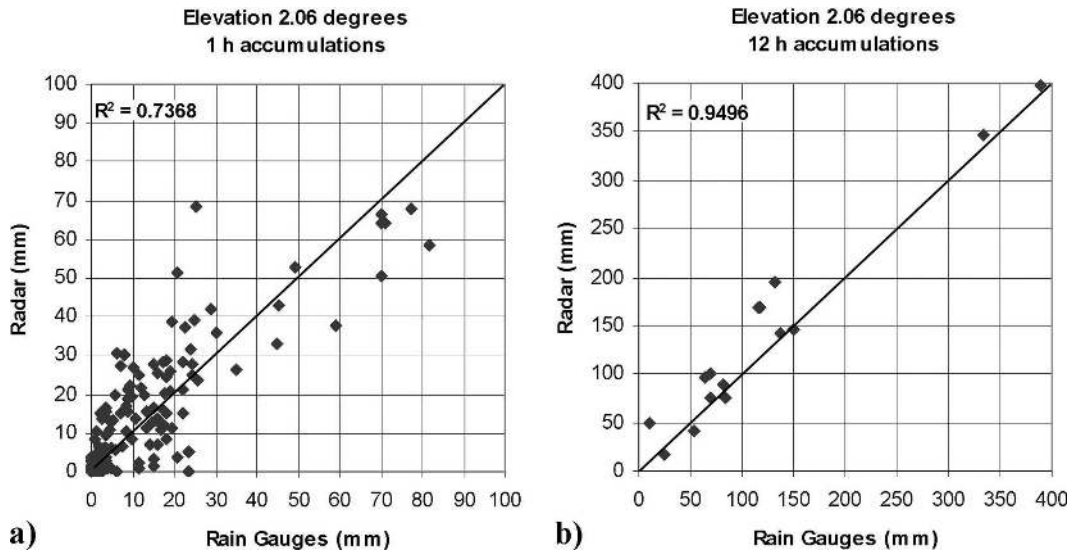 Elevation 2.06 degrees
1 h accumulations
R² = 0.7368
100
90
80
70
60
50
40
30
20
10
0
Radar (mm)
0 10 20 30 40 50 60 70 80 90 100
Rain Gauges (mm)
a)
Elevation 2.06 degrees
12 h accumulations
R² = 0.9496
400
350
300
250
200
150
100
50
0
Radar (mm)
0 50 100 150 200 250 300 350 400
Rain Gauges (mm)
b)